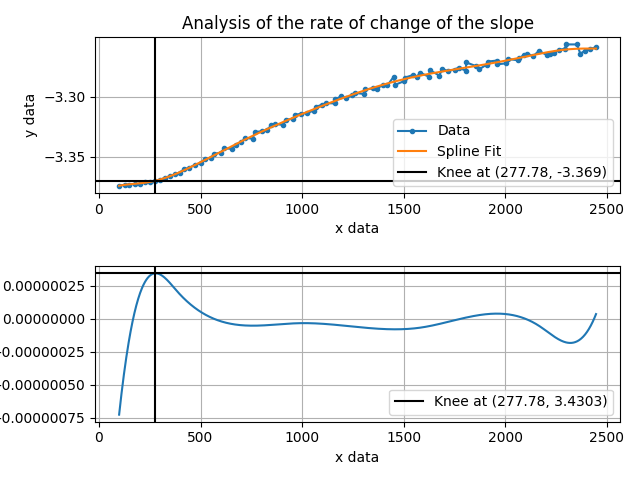 Analysis of the rate of change of the slope
y data
−3.30
−3.35
Data
Spline Fit
Knee at (277.78, -3.369)
0 500 1000 1500 2000 2500
x data
0.00000025
0.00000000
-0.00000025
-0.00000050
-0.00000075
Knee at (277.78, 3.4303)
0 500 1000 1500 2000 2500
x data